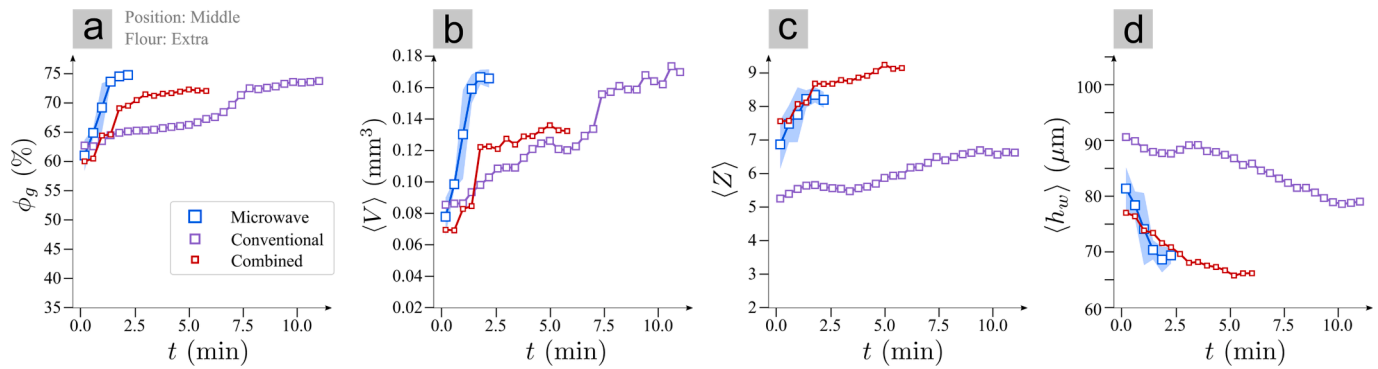 a
Position: Middle
Flour: Extra
75
70
65
60
55
50
45
40
35
ϕg (%)
0.0 2.5 5.0 7.5 10.0
t (min)
Microwave
Conventional
Combined
b
0.18
0.16
0.14
0.12
0.10
0.08
0.06
0.04
0.02
⟨V⟩ (mm³)
0.0 2.5 5.0 7.5 10.0
t (min)
c
9
8
7
6
5
4
3
2
⟨Z⟩
0.0 2.5 5.0 7.5 10.0
t (min)
d
100
90
80
70
60
⟨hw⟩ (μm)
0.0 2.5 5.0 7.5 10.0
t (min)